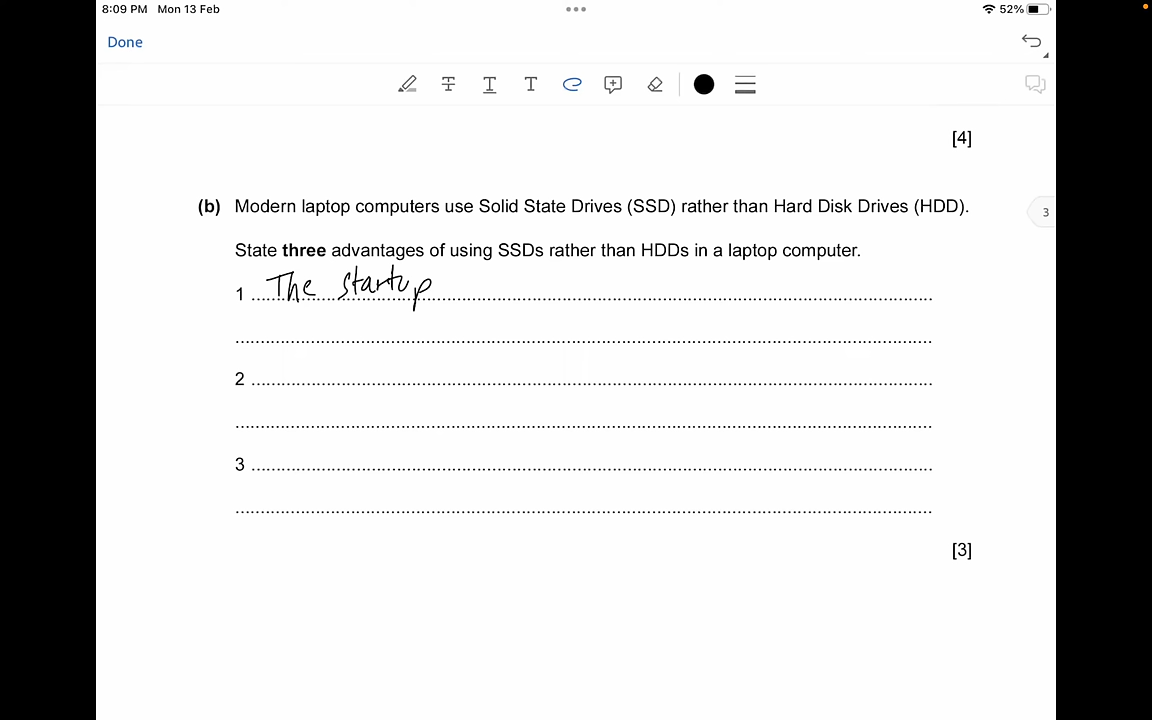 8:09 PM Mon 13 Feb 52%
Done
[4]
(b) Modern laptop computers use Solid State Drives (SSD) rather than Hard Disk Drives (HDD).
3
State three advantages of using SSDs rather than HDDs in a laptop computer.
1 The startup
2
3
[3]